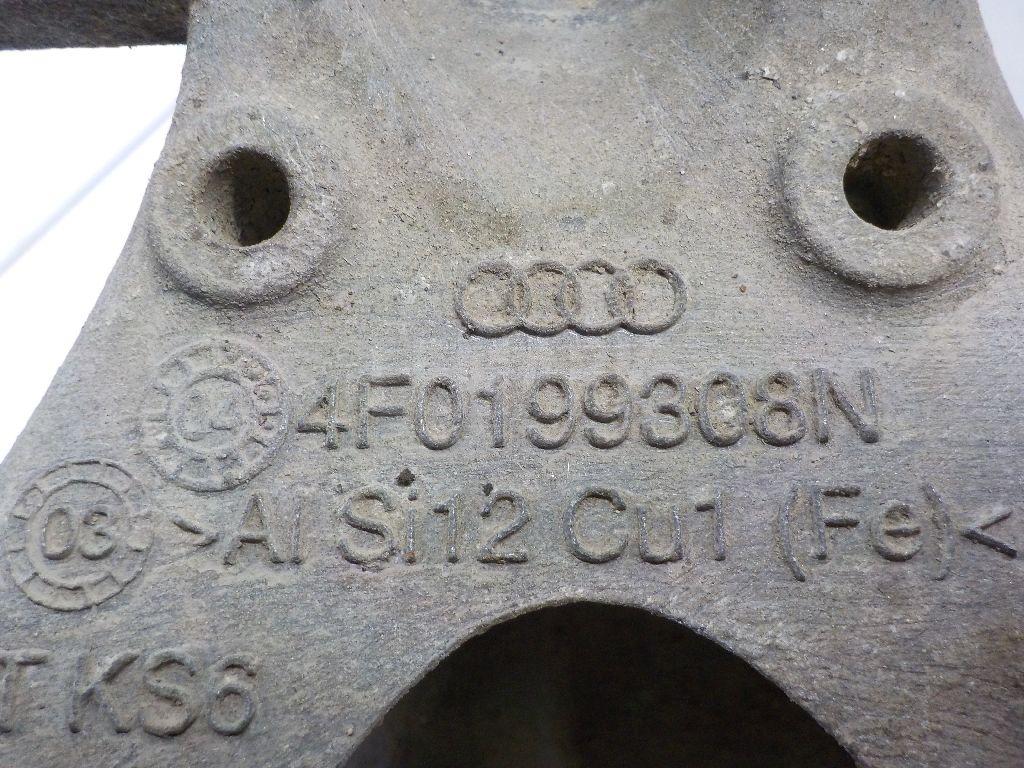 4F0199308N
03 >Al Si12 Cu1 (Fe)<
T KS6